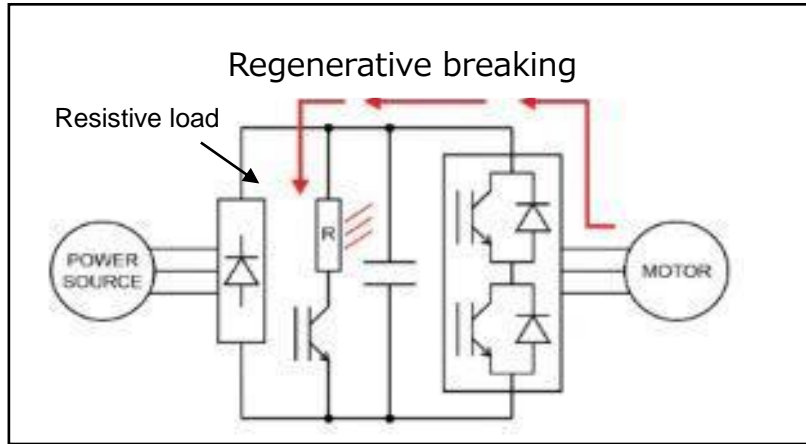 Regenerative breaking
Resistive load
R
POWER
SOURCE
MOTOR